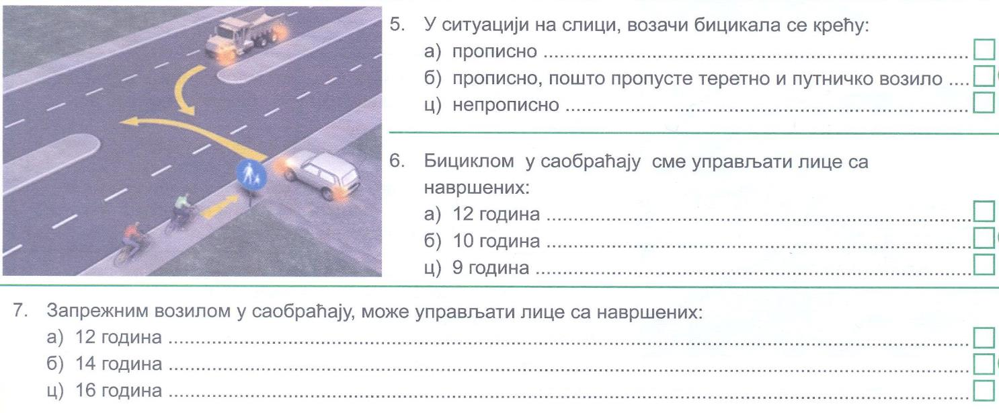 5. У ситуацији на слици, возачи бицикала се крећу:
а) прописно ........................................................................
б) прописно, пошто пропусте теретно и путничко возило ....
ц) непрописно ....................................................................
6. Бициклом у саобраћају сме управљати лице са
навршених:
а) 12 година ......................................................................
б) 10 година ......................................................................
ц) 9 година ........................................................................
7. Запрежним возилом у саобраћају, може управљати лице са навршених:
а) 12 година ......................................................................
б) 14 година ......................................................................
ц) 16 година ......................................................................